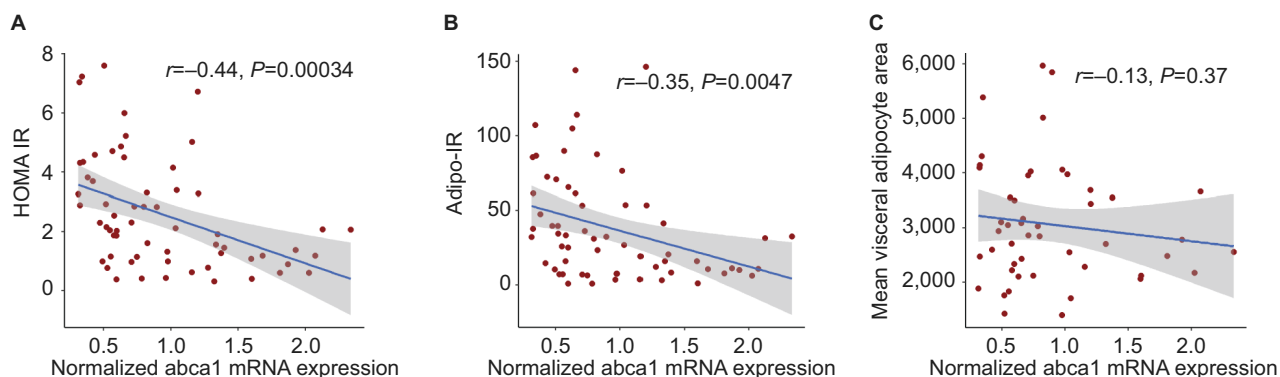 A
HOMA IR
8
6
4
2
0
r=–0.44, P=0.00034
0.5 1.0 1.5 2.0
Normalized abca1 mRNA expression
B
Adipo-IR
150
100
50
0
r=–0.35, P=0.0047
0.5 1.0 1.5 2.0
Normalized abca1 mRNA expression
C
Mean visceral adipocyte area
6,000
5,000
4,000
3,000
2,000
r=–0.13, P=0.37
0.5 1.0 1.5 2.0
Normalized abca1 mRNA expression